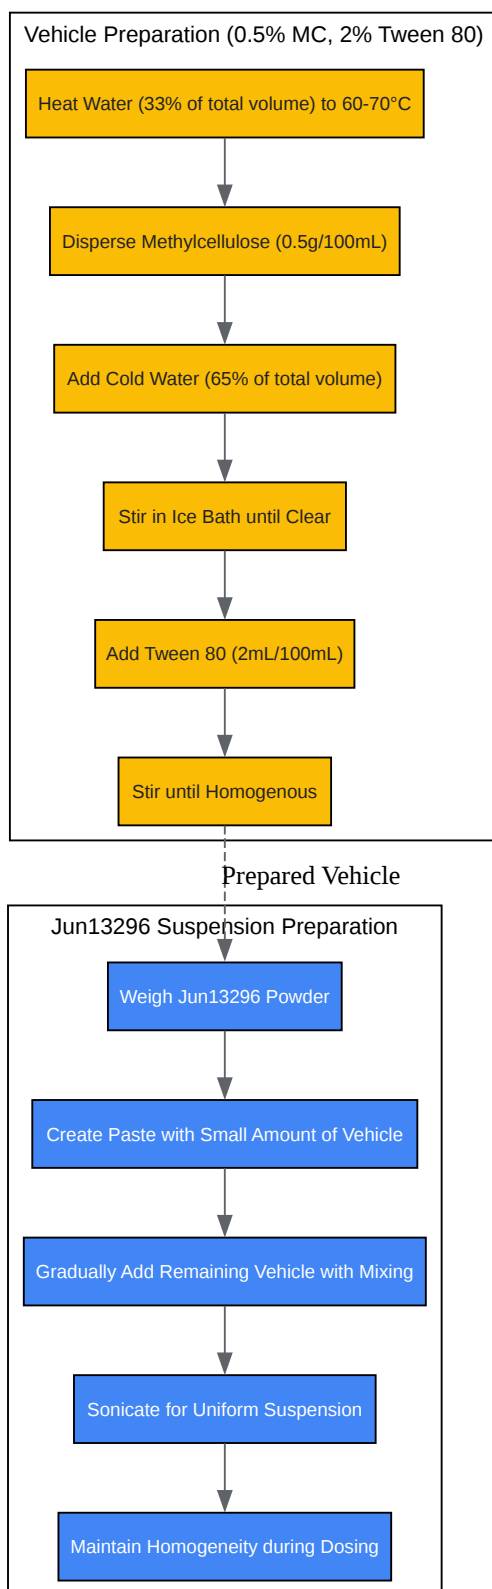 Vehicle Preparation (0.5% MC, 2% Tween 80)
Heat Water (33% of total volume) to 60-70°C
Disperse Methylcellulose (0.5g/100mL)
Add Cold Water (65% of total volume)
Stir in Ice Bath until Clear
Add Tween 80 (2mL/100mL)
Stir until Homogenous
Prepared Vehicle
Jun13296 Suspension Preparation
Weigh Jun13296 Powder
Create Paste with Small Amount of Vehicle
Gradually Add Remaining Vehicle with Mixing
Sonicate for Uniform Suspension
Maintain Homogeneity during Dosing